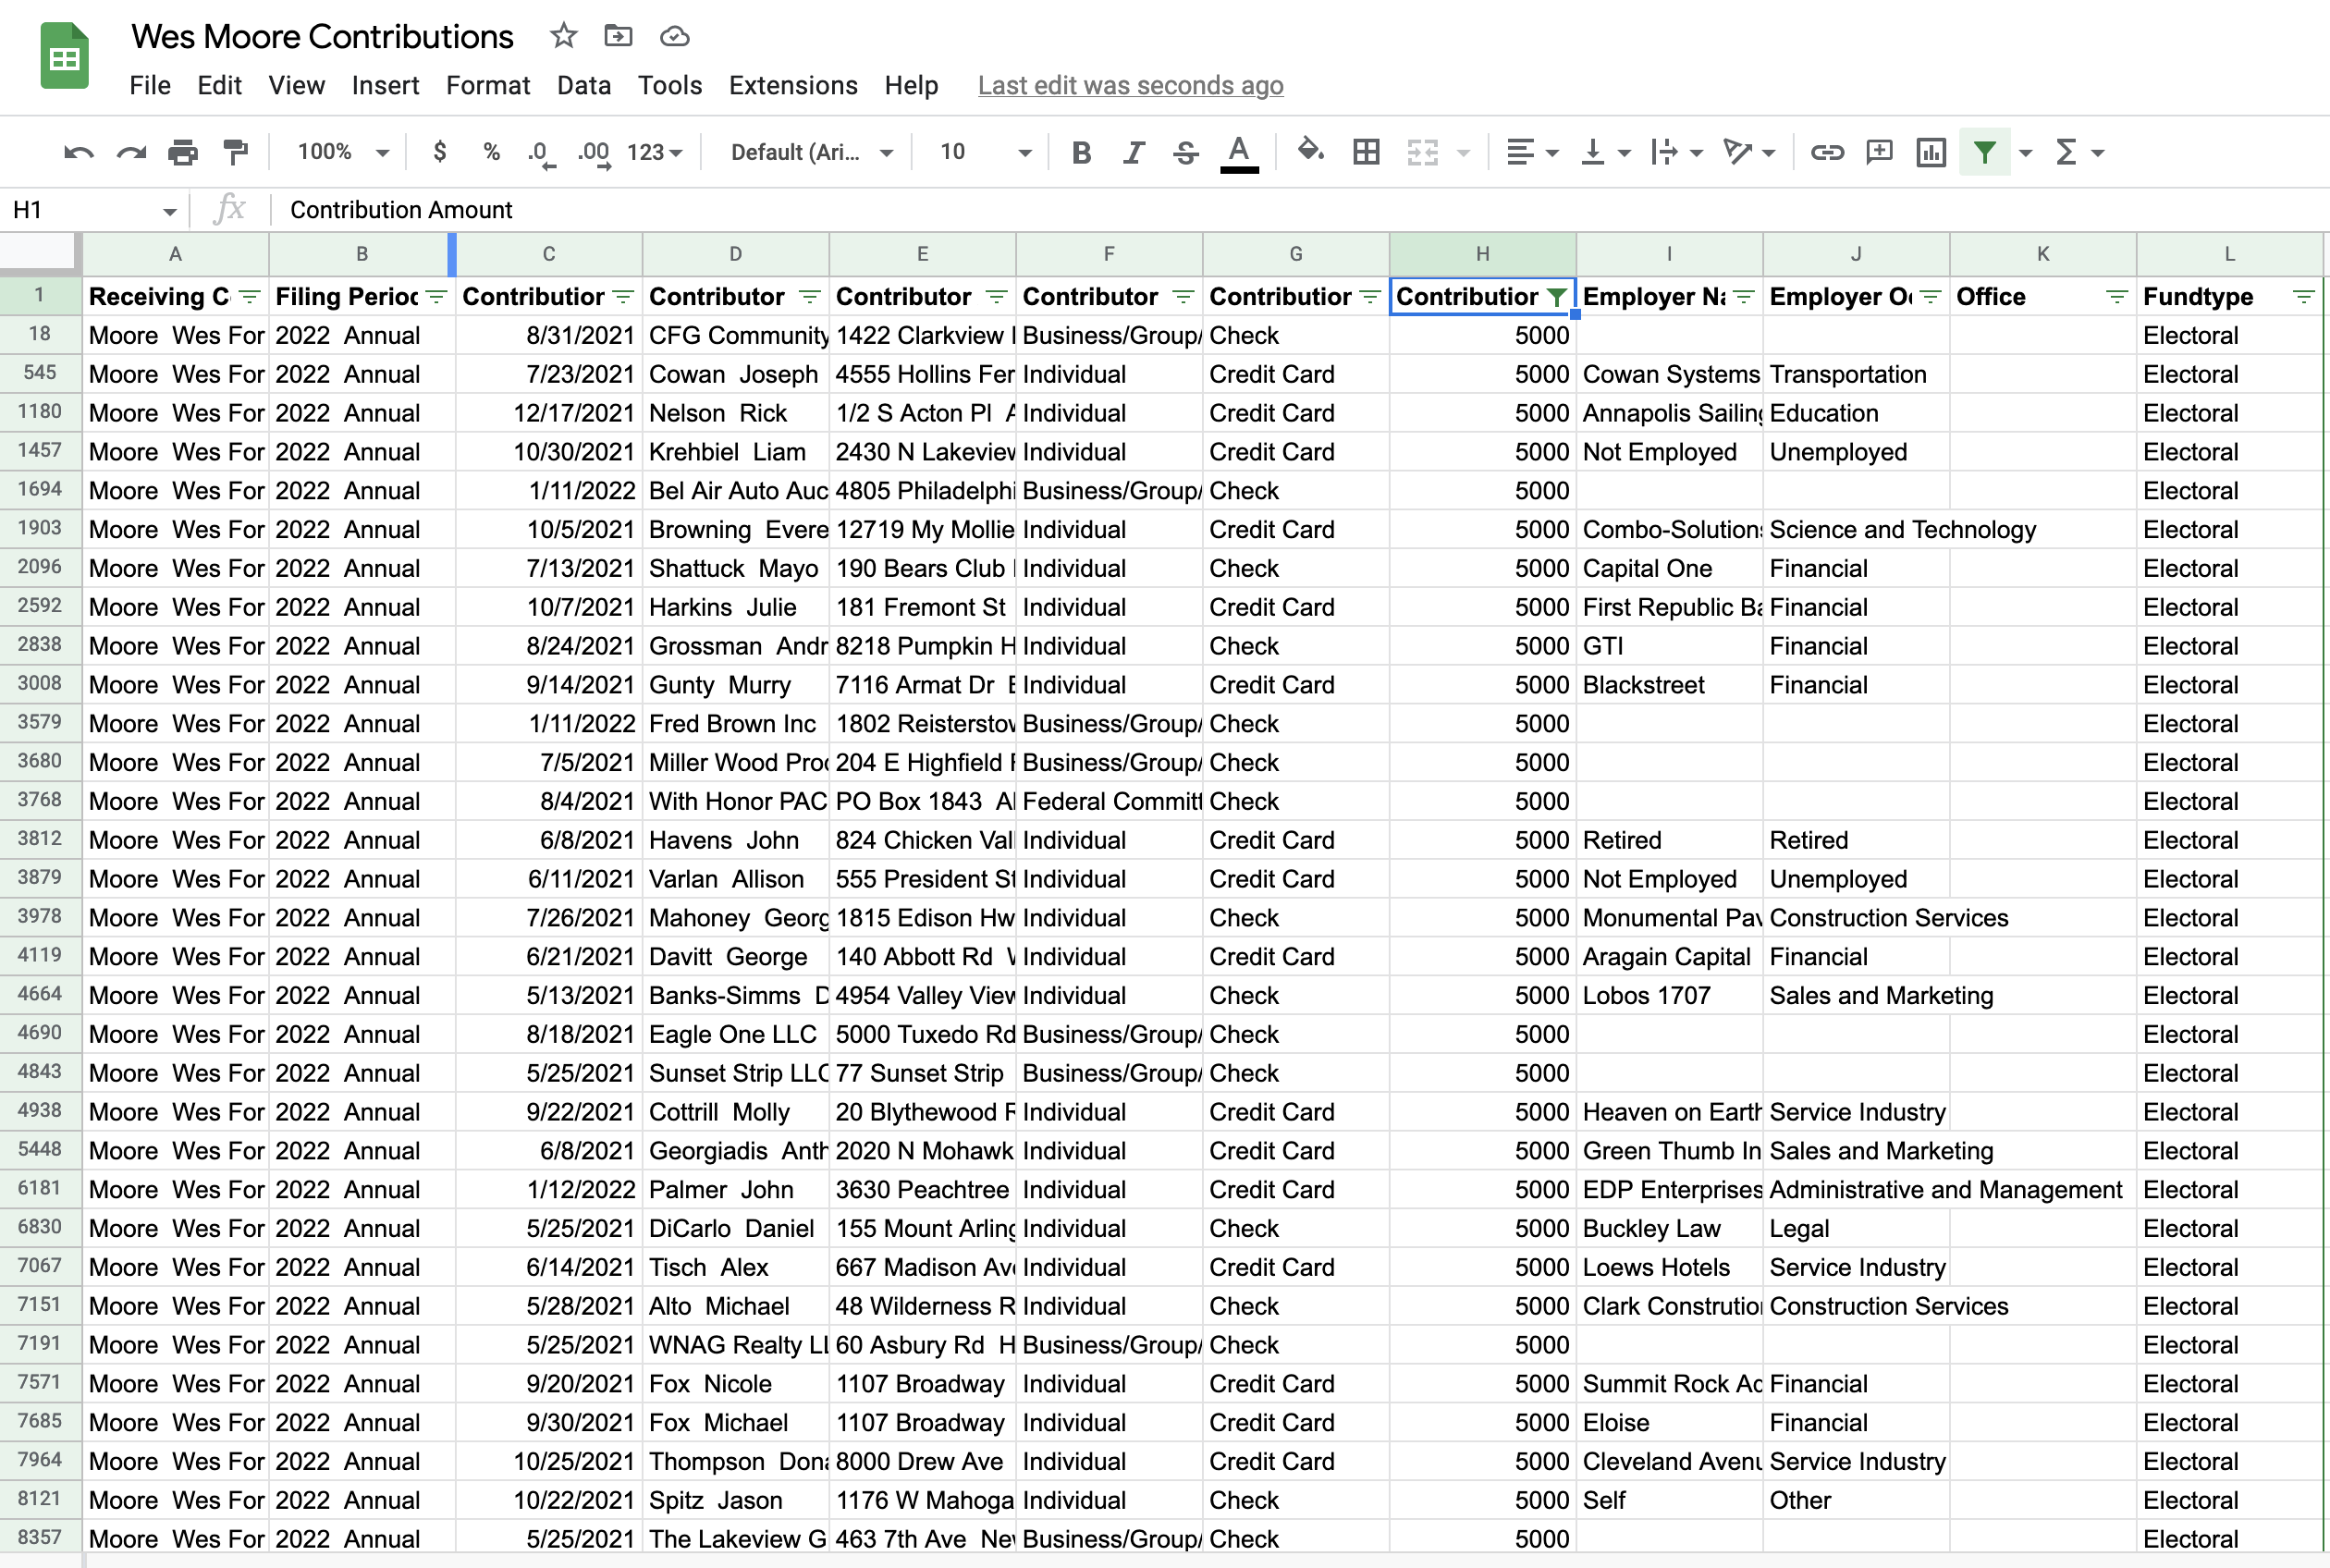 Wes Moore Contributions
File Edit View Insert Format Data Tools Extensions Help Last edit was seconds ago
100% $ % .0 .00 123 Default (Ari... 10 B I S A
H1 fx Contribution Amount
A B C D E F G H I J K L
1 Receiving C Filing Perioc Contributior Contributor Contributor Contributor Contributior Contributior Employer Na Employer Oc Office Fundtype
18 Moore Wes For 2022 Annual 8/31/2021 CFG Community 1422 Clarkview Business/Group/ Check 5000 Electoral
545 Moore Wes For 2022 Annual 7/23/2021 Cowan Joseph 4555 Hollins Fer Individual Credit Card 5000 Cowan Systems Transportation Electoral
1180 Moore Wes For 2022 Annual 12/17/2021 Nelson Rick 1/2 S Acton Pl A Individual Credit Card 5000 Annapolis Sailing Education Electoral
1457 Moore Wes For 2022 Annual 10/30/2021 Krehbiel Liam 2430 N Lakeview Individual Credit Card 5000 Not Employed Unemployed Electoral
1694 Moore Wes For 2022 Annual 1/11/2022 Bel Air Auto Auc 4805 Philadelphi Business/Group/ Check 5000 Electoral
1903 Moore Wes For 2022 Annual 10/5/2021 Browning Evere 12719 My Mollie Individual Credit Card 5000 Combo-Solutions Science and Technology Electoral
2096 Moore Wes For 2022 Annual 7/13/2021 Shattuck Mayo 190 Bears Club Individual Check 5000 Capital One Financial Electoral
2592 Moore Wes For 2022 Annual 10/7/2021 Harkins Julie 181 Fremont St Individual Credit Card 5000 First Republic Ba Financial Electoral
2838 Moore Wes For 2022 Annual 8/24/2021 Grossman Andr 8218 Pumpkin H Individual Check 5000 GTI Financial Electoral
3008 Moore Wes For 2022 Annual 9/14/2021 Gunty Murry 7116 Armat Dr Individual Credit Card 5000 Blackstreet Financial Electoral
3579 Moore Wes For 2022 Annual 1/11/2022 Fred Brown Inc 1802 Reisterstow Business/Group/ Check 5000 Electoral
3680 Moore Wes For 2022 Annual 7/5/2021 Miller Wood Proc 204 E Highfield Business/Group/ Check 5000 Electoral
3768 Moore Wes For 2022 Annual 8/4/2021 With Honor PAC PO Box 1843 Al Federal Committ Check 5000 Electoral
3812 Moore Wes For 2022 Annual 6/8/2021 Havens John 824 Chicken Val Individual Credit Card 5000 Retired Retired Electoral
3879 Moore Wes For 2022 Annual 6/11/2021 Varlan Allison 555 President St Individual Credit Card 5000 Not Employed Unemployed Electoral
3978 Moore Wes For 2022 Annual 7/26/2021 Mahoney Georg 1815 Edison Hw Individual Check 5000 Monumental Pav Construction Services Electoral
4119 Moore Wes For 2022 Annual 6/21/2021 Davitt George 140 Abbott Rd Individual Credit Card 5000 Aragain Capital Financial Electoral
4664 Moore Wes For 2022 Annual 5/13/2021 Banks-Simms D 4954 Valley View Individual Check 5000 Lobos 1707 Sales and Marketing Electoral
4690 Moore Wes For 2022 Annual 8/18/2021 Eagle One LLC 5000 Tuxedo Rd Business/Group/ Check 5000 Electoral
4843 Moore Wes For 2022 Annual 5/25/2021 Sunset Strip LLC 77 Sunset Strip Business/Group/ Check 5000 Electoral
4938 Moore Wes For 2022 Annual 9/22/2021 Cottrill Molly 20 Blythewood R Individual Credit Card 5000 Heaven on Earth Service Industry Electoral
5448 Moore Wes For 2022 Annual 6/8/2021 Georgiadis Anth 2020 N Mohawk Individual Credit Card 5000 Green Thumb In Sales and Marketing Electoral
6181 Moore Wes For 2022 Annual 1/12/2022 Palmer John 3630 Peachtree Individual Credit Card 5000 EDP Enterprises Administrative and Management Electoral
6830 Moore Wes For 2022 Annual 5/25/2021 DiCarlo Daniel 155 Mount Arling Individual Check 5000 Buckley Law Legal Electoral
7067 Moore Wes For 2022 Annual 6/14/2021 Tisch Alex 667 Madison Ave Individual Credit Card 5000 Loews Hotels Service Industry Electoral
7151 Moore Wes For 2022 Annual 5/28/2021 Alto Michael 48 Wilderness R Individual Check 5000 Clark Constrution Construction Services Electoral
7191 Moore Wes For 2022 Annual 5/25/2021 WNAG Realty LL 60 Asbury Rd H Business/Group/ Check 5000 Electoral
7571 Moore Wes For 2022 Annual 9/20/2021 Fox Nicole 1107 Broadway Individual Credit Card 5000 Summit Rock Ad Financial Electoral
7685 Moore Wes For 2022 Annual 9/30/2021 Fox Michael 1107 Broadway Individual Credit Card 5000 Eloise Financial Electoral
7964 Moore Wes For 2022 Annual 10/25/2021 Thompson Dona 8000 Drew Ave Individual Credit Card 5000 Cleveland Avenu Service Industry Electoral
8121 Moore Wes For 2022 Annual 10/22/2021 Spitz Jason 1176 W Mahoga Individual Check 5000 Self Other Electoral
8357 Moore Wes For 2022 Annual 5/25/2021 The Lakeview G 463 7th Ave New Business/Group/ Check 5000 Electoral